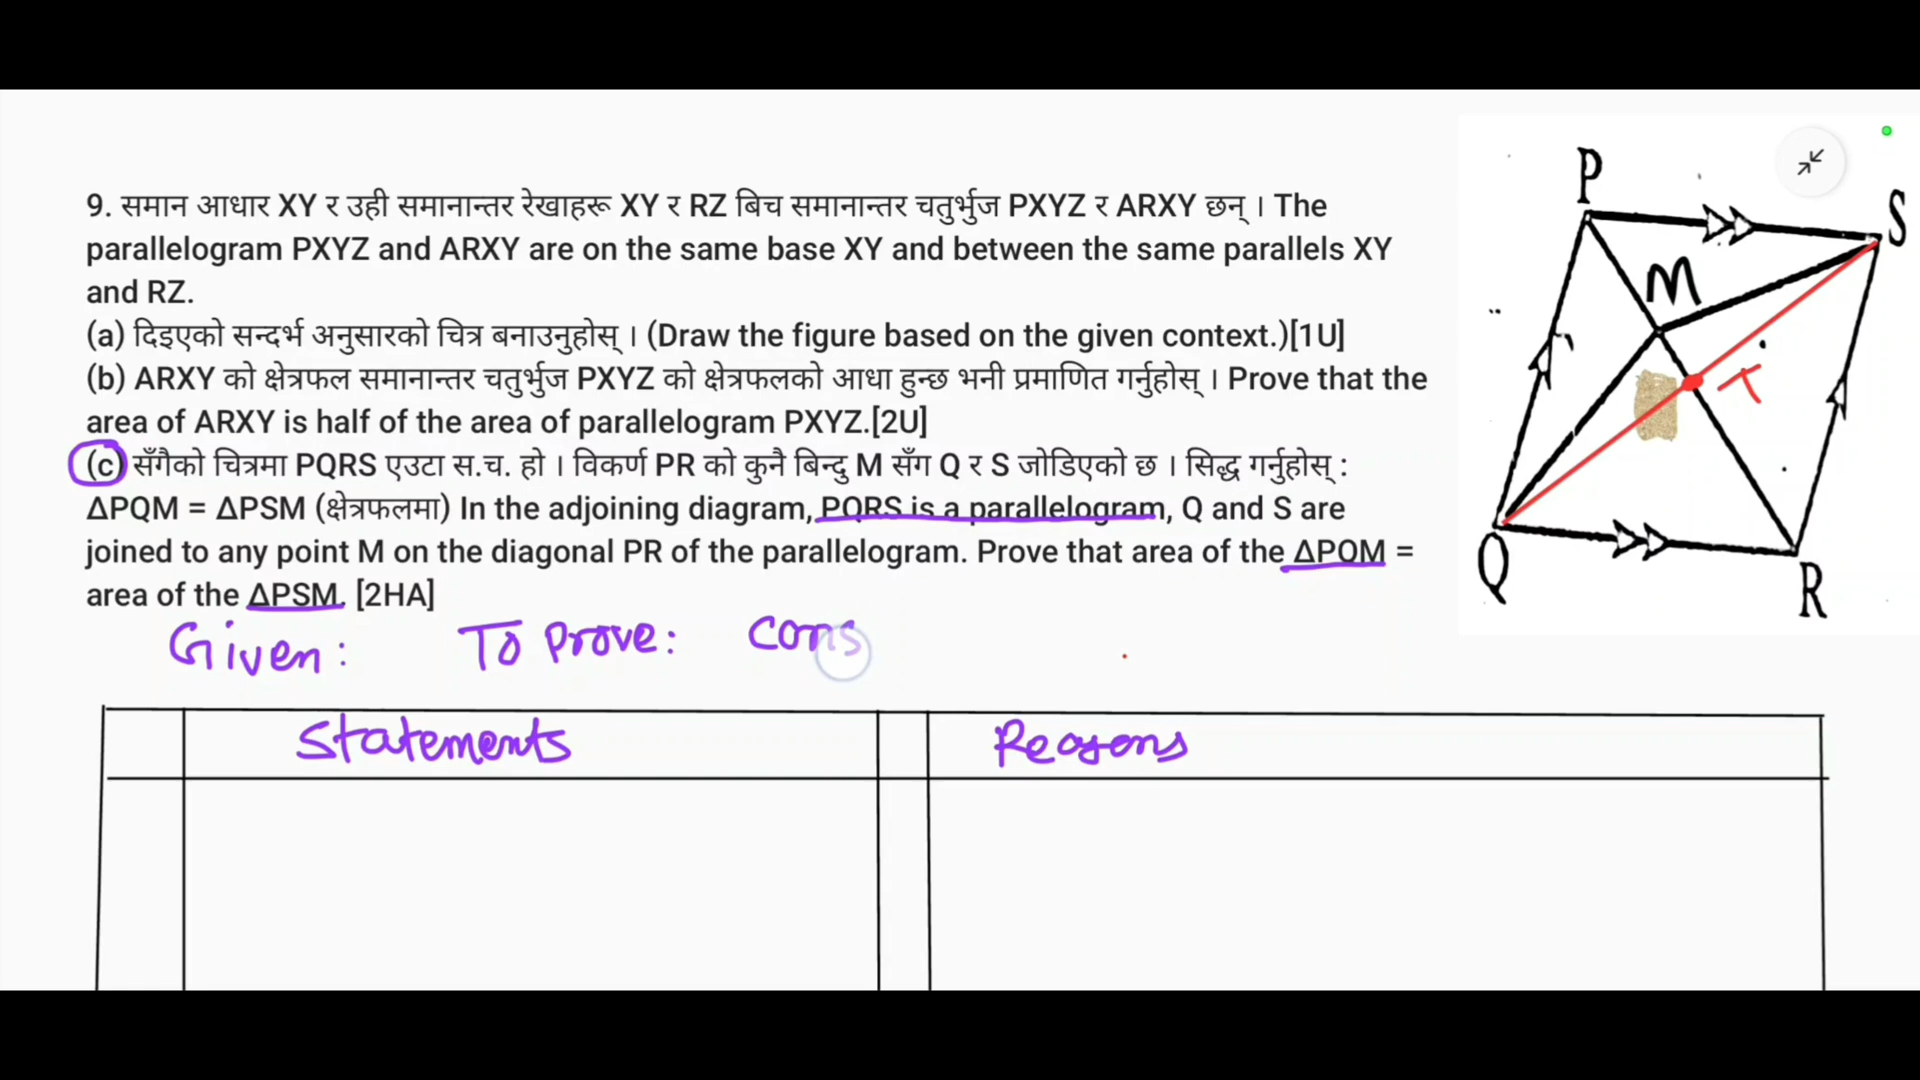 9. समान आधार XY र उही समानान्तर रेखाहरू XY र RZ बिच समानान्तर चतुर्भुज PXYZ र ARXY छन् । The
parallelogram PXYZ and ARXY are on the same base XY and between the same parallels XY
and RZ.
(a) दिइएको सन्दर्भ अनुसारको चित्र बनाउनुहोस् । (Draw the figure based on the given context.)[1U]
(b) ARXY को क्षेत्रफल समानान्तर चतुर्भुज PXYZ को क्षेत्रफलको आधा हुन्छ भनी प्रमाणित गर्नुहोस् । Prove that the
area of ARXY is half of the area of parallelogram PXYZ.[2U]
(c) सँगैको चित्रमा PQRS एउटा स.च. हो । विकर्ण PR को कुनै बिन्दु M सँग Q र S जोडिएको छ । सिद्ध गर्नुहोस् :
ΔPQM = ΔPSM (क्षेत्रफलमा) In the adjoining diagram, PQRS is a parallelogram, Q and S are
joined to any point M on the diagonal PR of the parallelogram. Prove that area of the ΔPQM =
area of the ΔPSM. [2HA]
P
S
M
T
Q
R
Given: To Prove: Cons
Statements Reasons